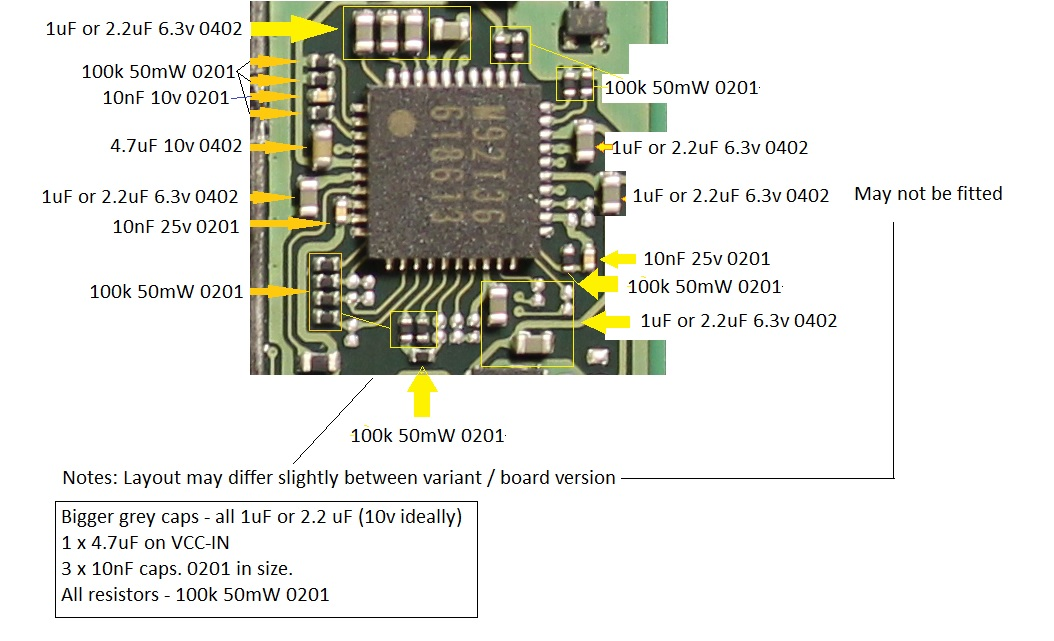 1uF or 2.2uF 6.3v 0402
100k 50mW 0201
10nF 10v 0201
4.7uF 10v 0402
1uF or 2.2uF 6.3v 0402
10nF 25v 0201
100k 50mW 0201
M92T36
618613
100k 50mW 0201
1uF or 2.2uF 6.3v 0402
1uF or 2.2uF 6.3v 0402
May not be fitted
10nF 25v 0201
100k 50mW 0201
1uF or 2.2uF 6.3v 0402
100k 50mW 0201
Notes: Layout may differ slightly between variant / board version
Bigger grey caps - all 1uF or 2.2 uF (10v ideally)
1 x 4.7uF on VCC-IN
3 x 10nF caps. 0201 in size.
All resistors - 100k 50mW 0201